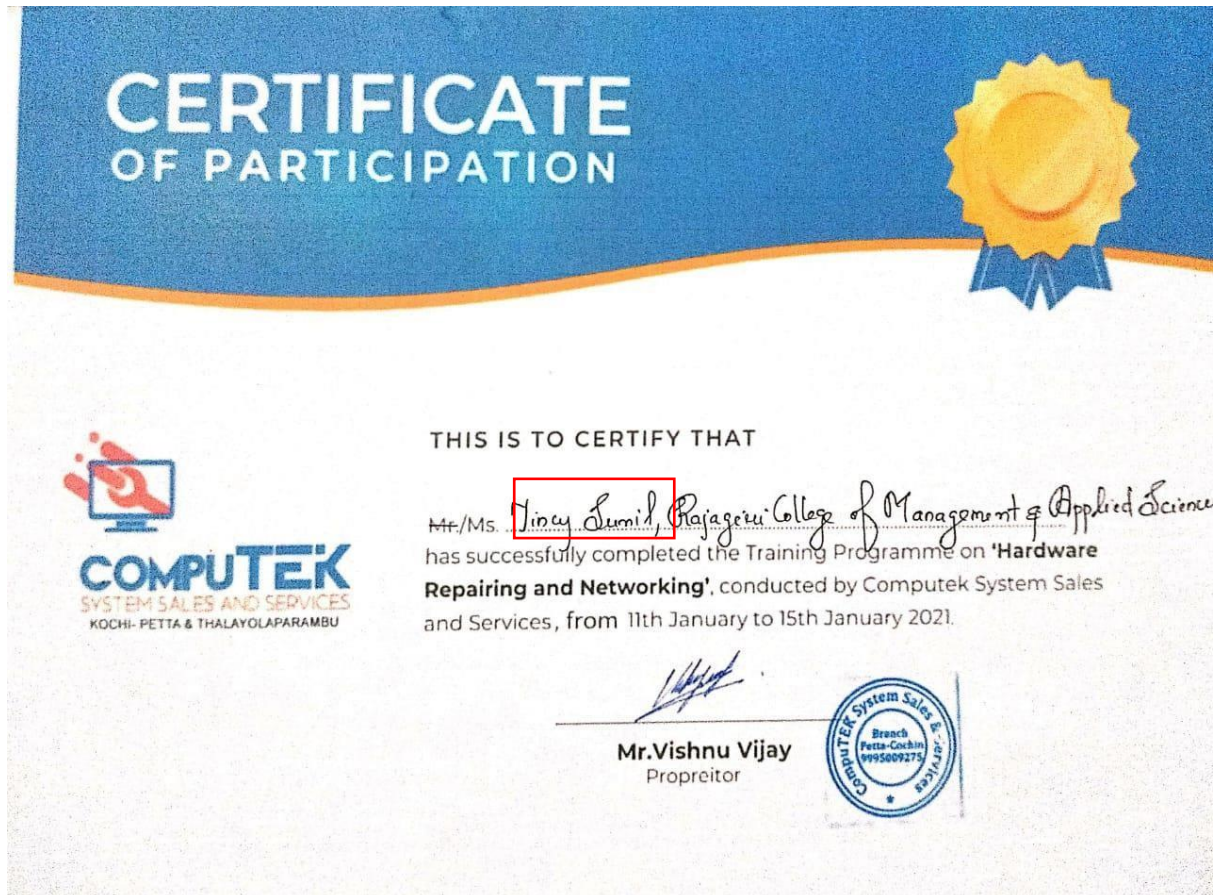 CERTIFICATE
OF PARTICIPATION
THIS IS TO CERTIFY THAT
Mr./Ms. Tincy Sunil, Rajagiri College of Management & Applied Science
has successfully completed the Training Programme on 'Hardware
Repairing and Networking', conducted by Computek System Sales
and Services, from 11th January to 15th January 2021.
COMPUTEK
SYSTEM SALES AND SERVICES
KOCHI- PETTA & THALAYOLAPARAMBU
Mr.Vishnu Vijay
Propreitor
CompuTEK System Sales & Services
Branch
Petta-Cochin
9995009275